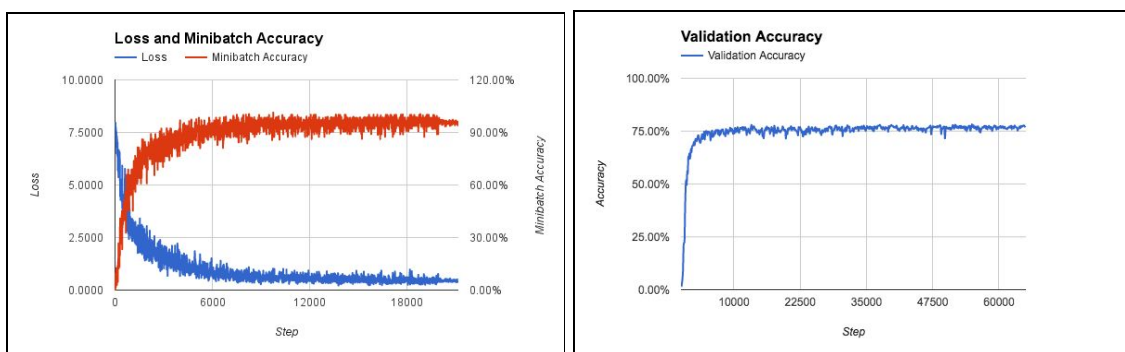 Loss and Minibatch Accuracy
Loss Minibatch Accuracy
10.0000
7.5000
5.0000
2.5000
0.0000
120.00%
90.00%
60.00%
30.00%
0.00%
Loss
Minibatch Accuracy
0 6000 12000 18000
Step
Validation Accuracy
Validation Accuracy
100.00%
75.00%
50.00%
25.00%
0.00%
Accuracy
10000 22500 35000 47500 60000
Step